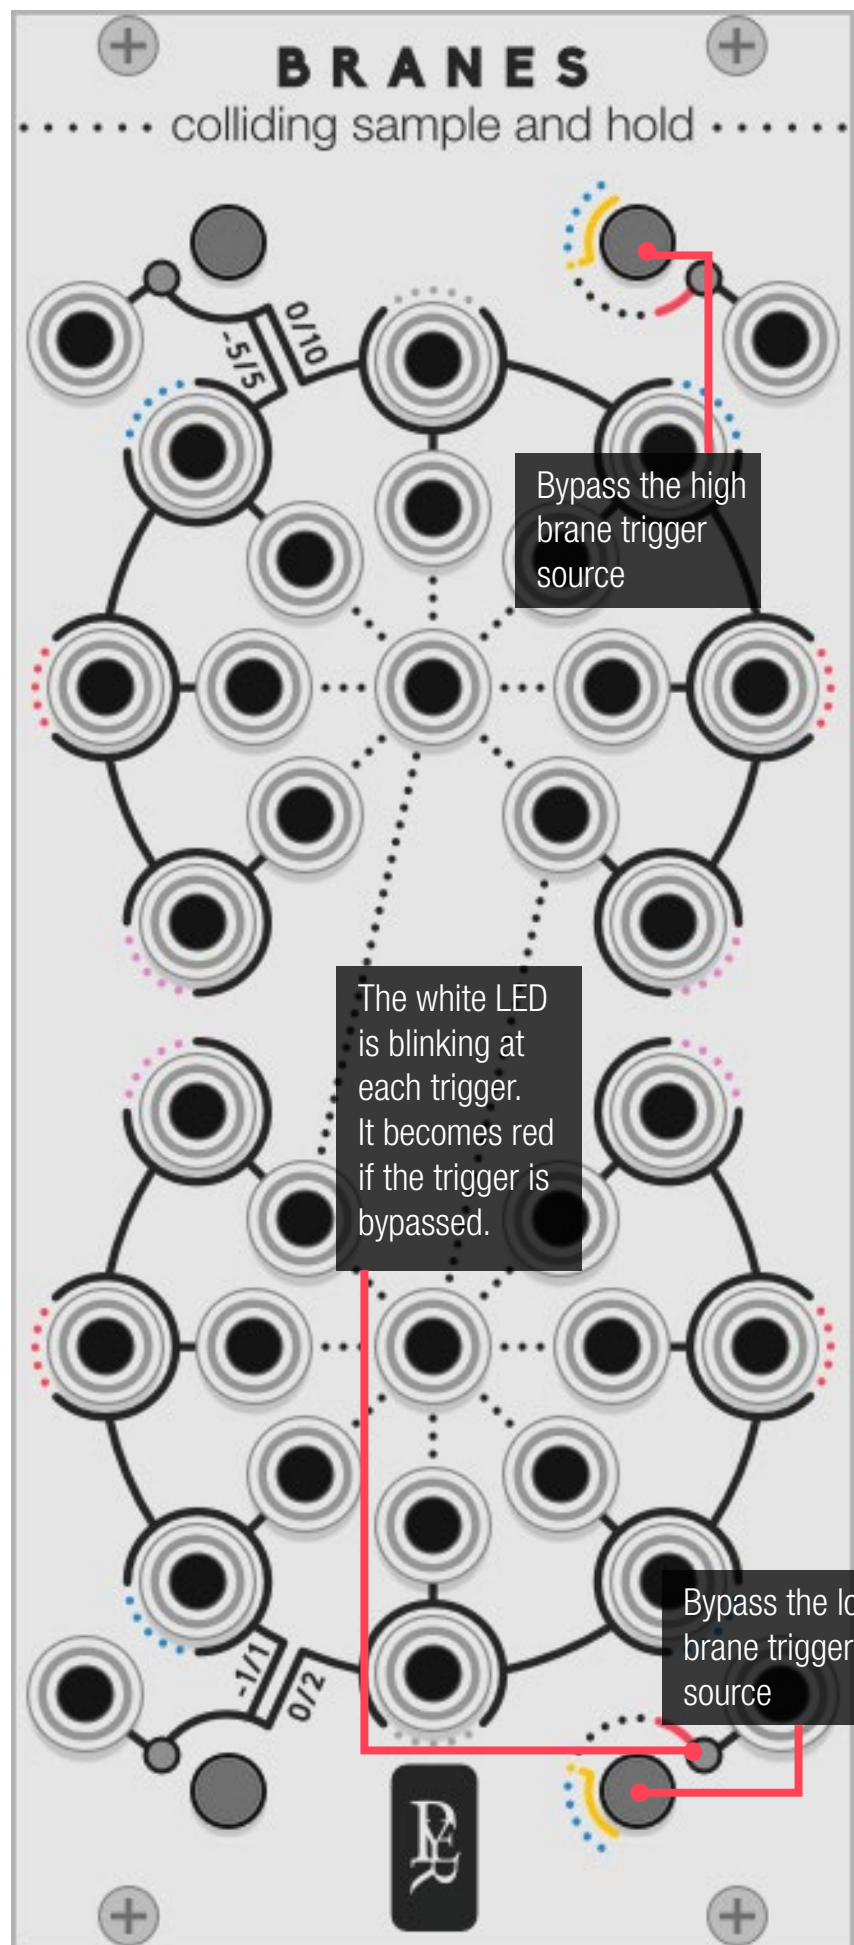 BRANES
colliding sample and hold
0/10
-5/5
Bypass the high
brane trigger
source
The white LED
is blinking at
each trigger.
It becomes red
if the trigger is
bypassed.
Bypass the
brane trigger
source
-1/1
0/2